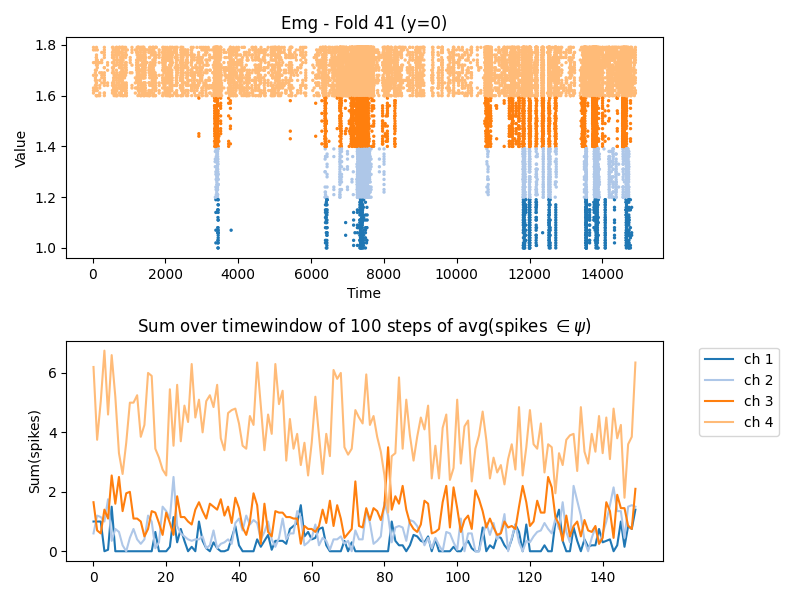 Emg - Fold 41 (y=0)
Value
1.8
1.6
1.4
1.2
1.0
0 2000 4000 6000 8000 10000 12000 14000
Time
Sum over timewindow of 100 steps of avg(spikes ∈ ψ)
Sum(spikes)
6
4
2
0
0 20 40 60 80 100 120 140
ch 1
ch 2
ch 3
ch 4